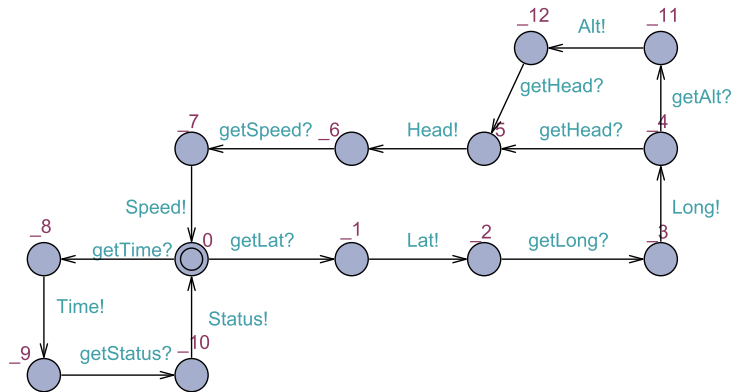 _12
Alt!
_11
getHead?
getAlt?
_7
getSpeed?
_6
Head!
_5
getHead?
_4
Speed!
Long!
_8
getTime?
_0
getLat?
_1
Lat!
_2
getLong?
_3
Time!
Status!
_9
getStatus?
_10